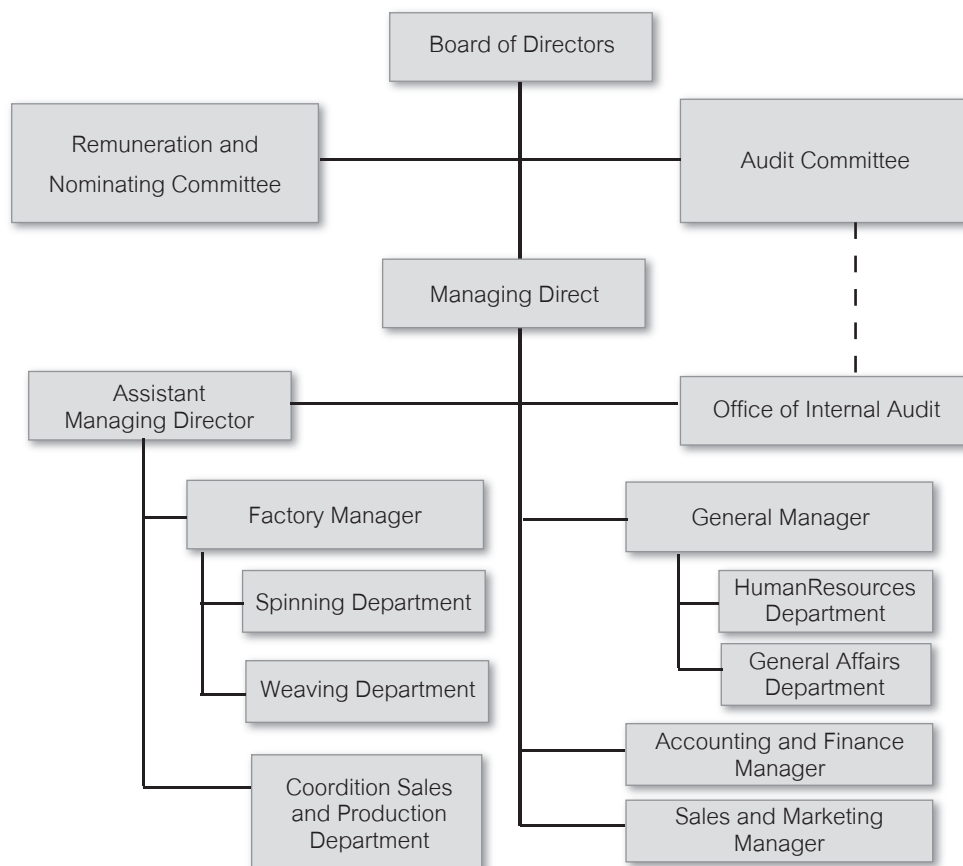 Board of Directors
Remuneration and
Nominating Committee
Audit Committee
Managing Direct
Assistant
Managing Director
Office of Internal Audit
Factory Manager
General Manager
Spinning Department
HumanResources
Department
Weaving Department
General Affairs
Department
Coordition Sales
and Production
Department
Accounting and Finance
Manager
Sales and Marketing
Manager